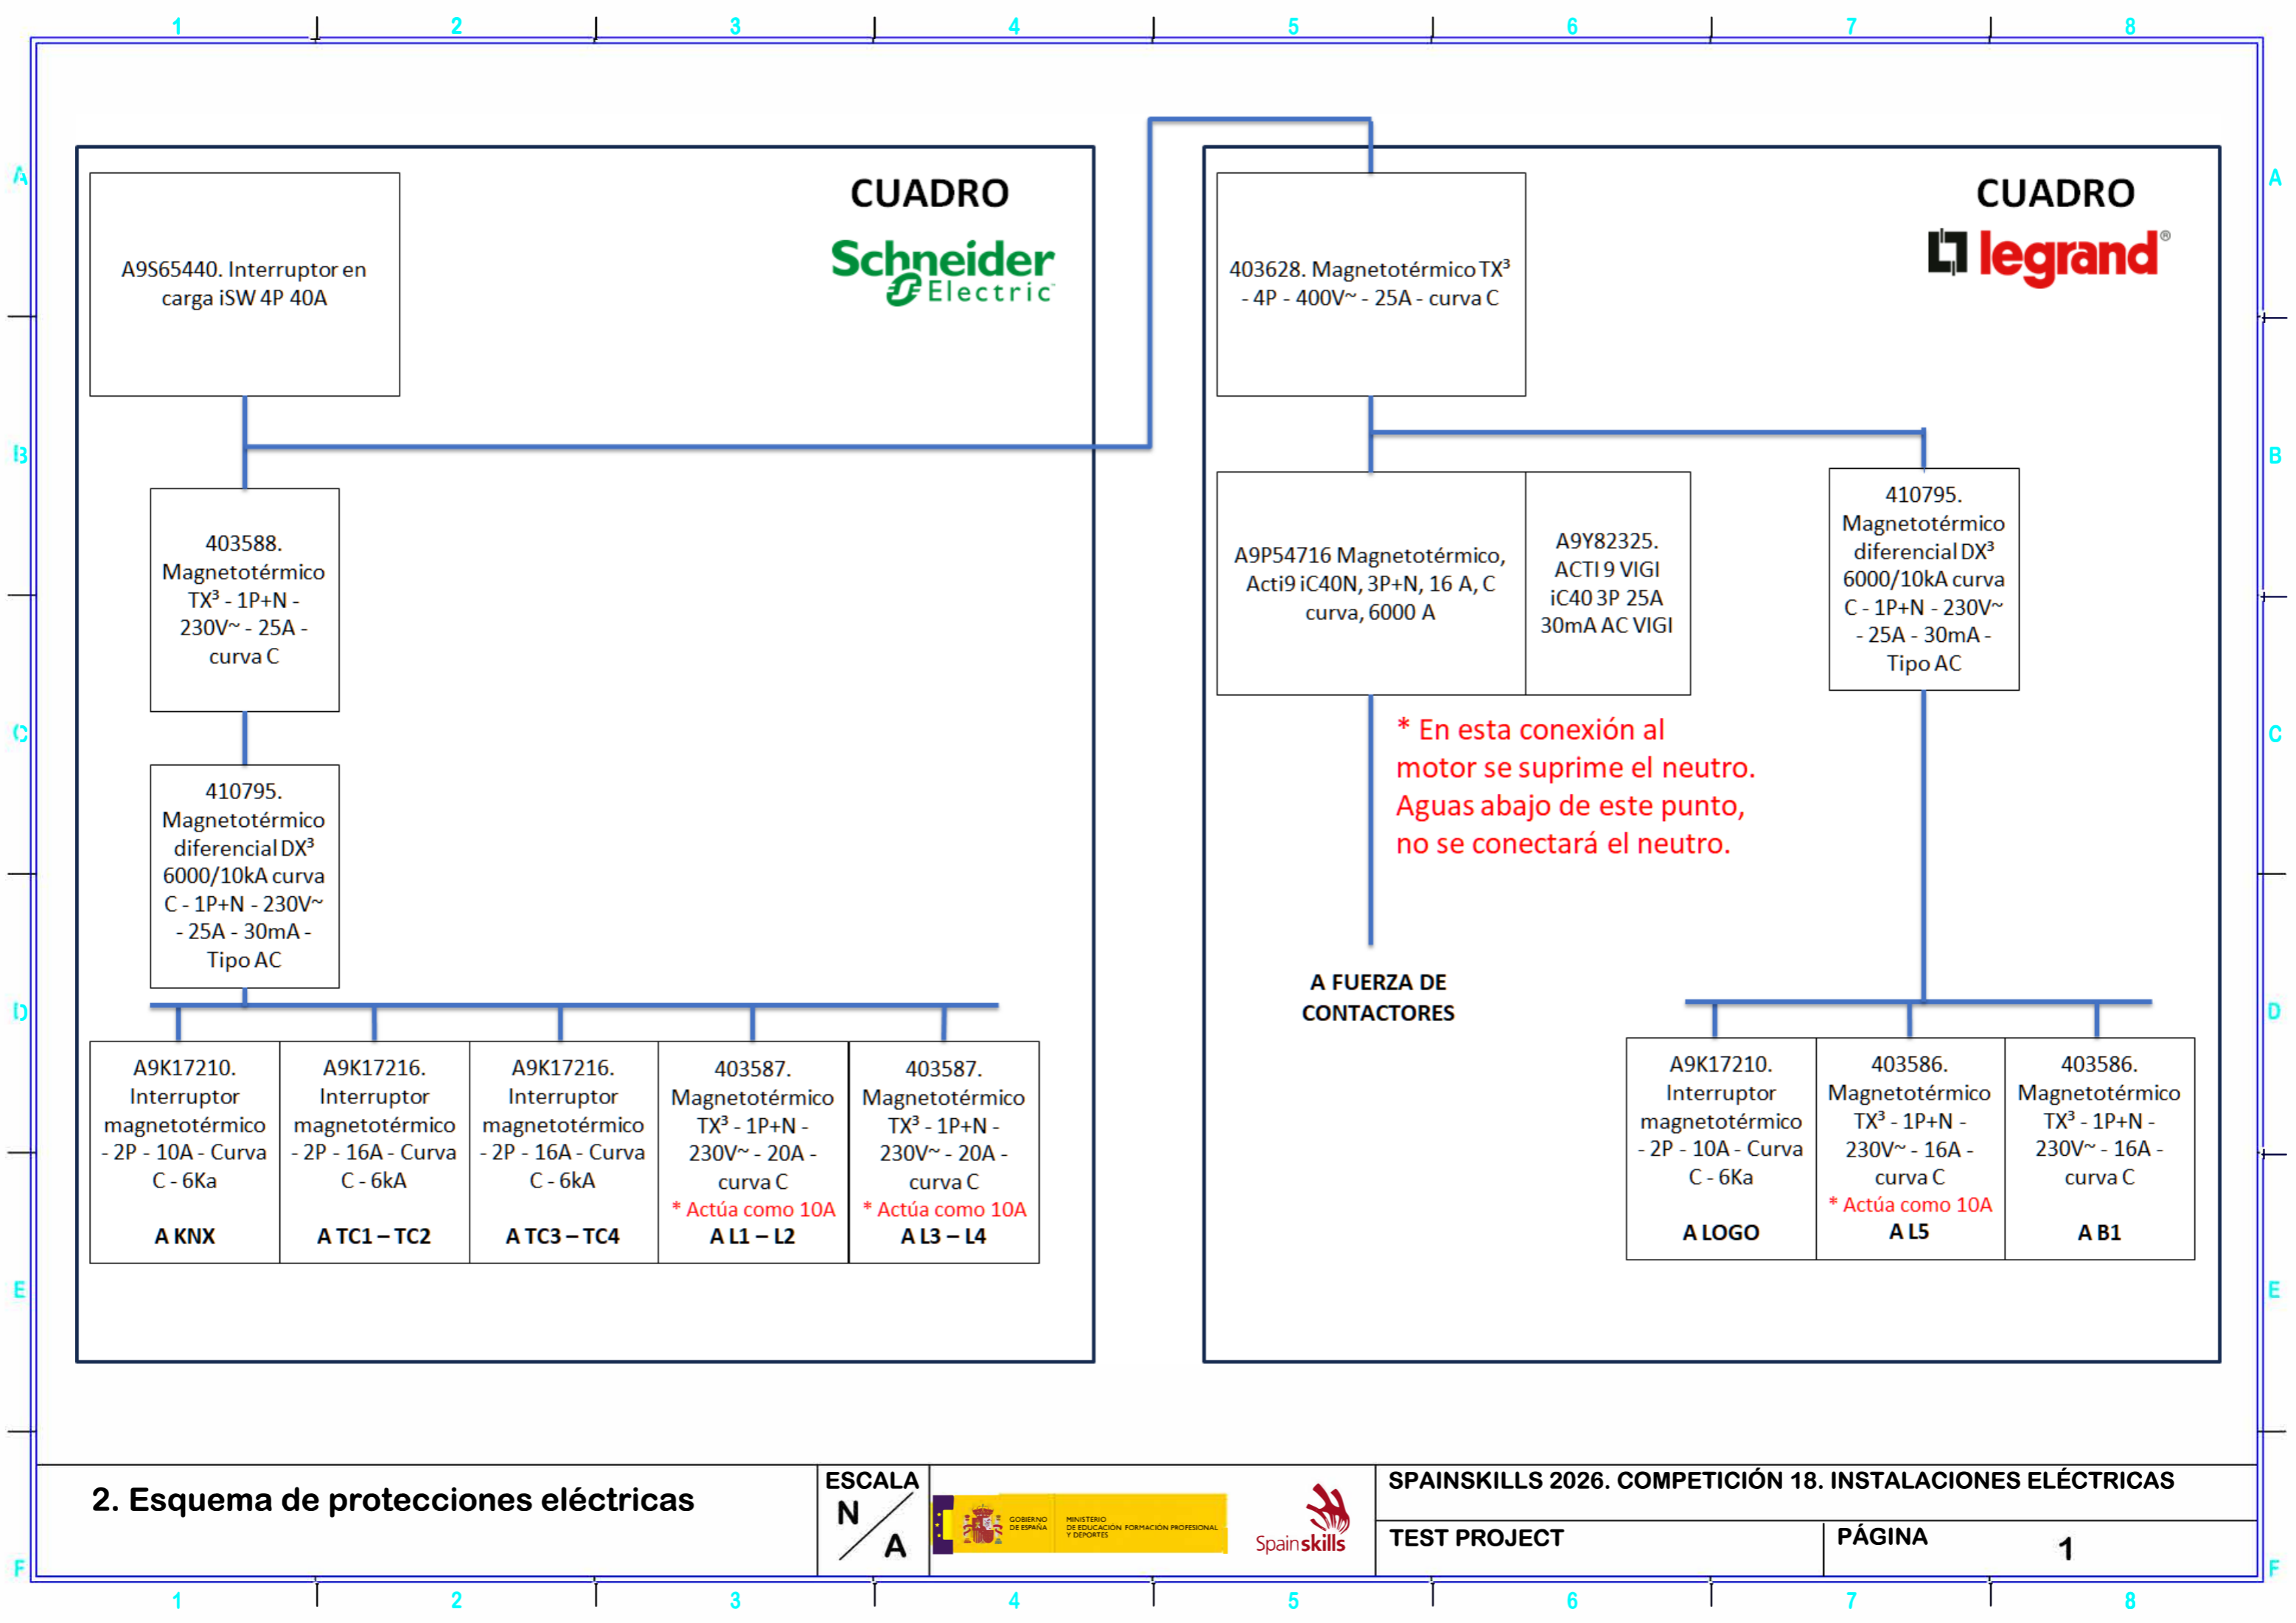 1 2 3 4 5 6 7 8
A
A
B
B
C
C
D
D
E
E
F
F
CUADRO
Schneider
Electric
A9S65440. Interruptor en
carga iSW 4P 40A
403588.
Magnetotérmico
TX³ - 1P+N -
230V~ - 25A -
curva C
410795.
Magnetotérmico
diferencial DX³
6000/10kA curva
C - 1P+N - 230V~
- 25A - 30mA -
Tipo AC
A9K17210.
Interruptor
magnetotérmico
- 2P - 10A - Curva
C - 6Ka
A KNX
A9K17216.
Interruptor
magnetotérmico
- 2P - 16A - Curva
C - 6kA
A TC1 – TC2
A9K17216.
Interruptor
magnetotérmico
- 2P - 16A - Curva
C - 6kA
A TC3 – TC4
403587.
Magnetotérmico
TX³ - 1P+N -
230V~ - 20A -
curva C
* Actúa como 10A
A L1 – L2
403587.
Magnetotérmico
TX³ - 1P+N -
230V~ - 20A -
curva C
* Actúa como 10A
A L3 – L4
CUADRO
legrand®
403628. Magnetotérmico TX³
- 4P - 400V~ - 25A - curva C
A9P54716 Magnetotérmico,
Acti9 iC40N, 3P+N, 16 A, C
curva, 6000 A
A9Y82325.
ACTI 9 VIGI
iC40 3P 25A
30mA AC VIGI
410795.
Magnetotérmico
diferencial DX³
6000/10kA curva
C - 1P+N - 230V~
- 25A - 30mA -
Tipo AC
* En esta conexión al
motor se suprime el neutro.
Aguas abajo de este punto,
no se conectará el neutro.
A FUERZA DE
CONTACTORES
A9K17210.
Interruptor
magnetotérmico
- 2P - 10A - Curva
C - 6Ka
A LOGO
403586.
Magnetotérmico
TX³ - 1P+N -
230V~ - 16A -
curva C
* Actúa como 10A
A L5
403586.
Magnetotérmico
TX³ - 1P+N -
230V~ - 16A -
curva C
A B1
2. Esquema de protecciones eléctricas
ESCALA
N
A
GOBIERNO
DE ESPAÑA
MINISTERIO
DE EDUCACIÓN FORMACIÓN PROFESIONAL
Y DEPORTES
Spainskills
SPAINSKILLS 2026. COMPETICIÓN 18. INSTALACIONES ELÉCTRICAS
TEST PROJECT
PÁGINA
1
1 2 3 4 5 6 7 8